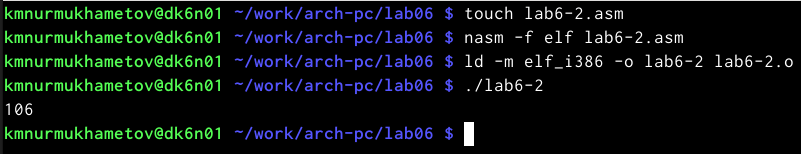 kmnurmukhametov@dk6n01 ~/work/arch-pc/lab06 $ touch lab6-2.asm
kmnurmukhametov@dk6n01 ~/work/arch-pc/lab06 $ nasm -f elf lab6-2.asm
kmnurmukhametov@dk6n01 ~/work/arch-pc/lab06 $ ld -m elf_i386 -o lab6-2 lab6-2.o
kmnurmukhametov@dk6n01 ~/work/arch-pc/lab06 $ ./lab6-2
106
kmnurmukhametov@dk6n01 ~/work/arch-pc/lab06 $